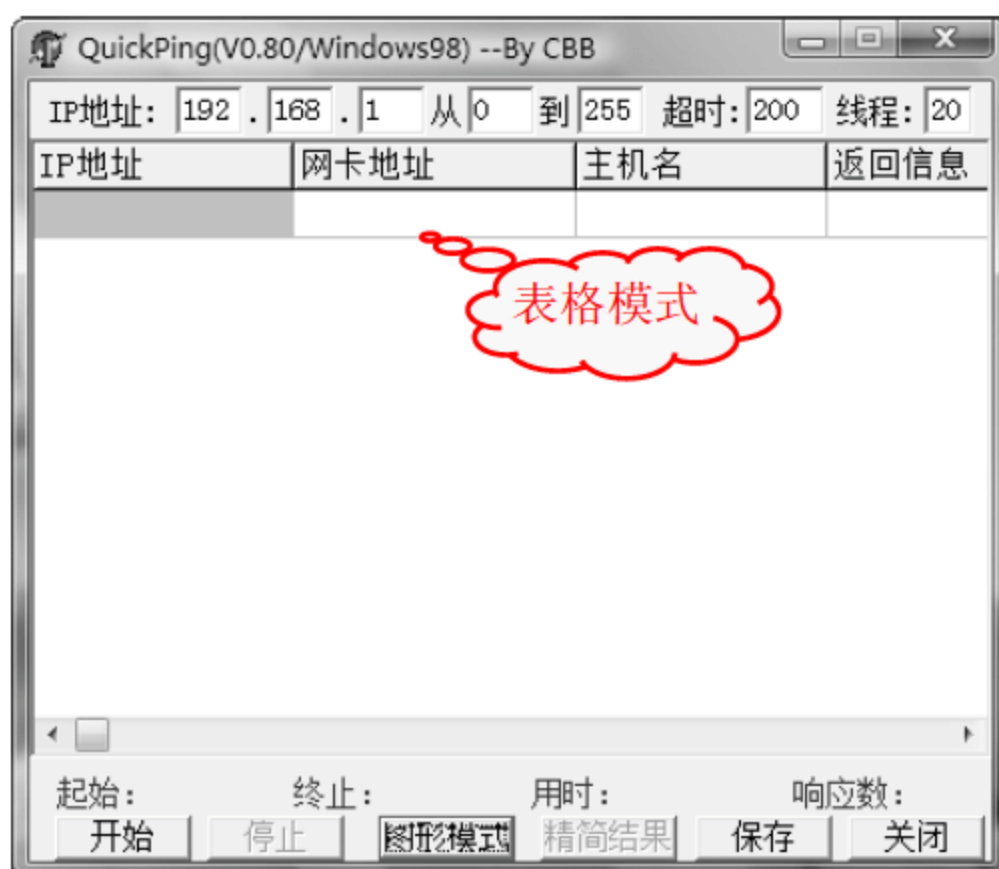 QuickPing(V0.80/Windows98) --By CBB
IP地址: 192 . 168 . 1 从 0 到 255 超时: 200 线程: 20
IP地址 网卡地址 主机名 返回信息
表格模式
起始: 终止: 用时: 响应数:
开始 停止 图形模式 精简结果 保存 关闭